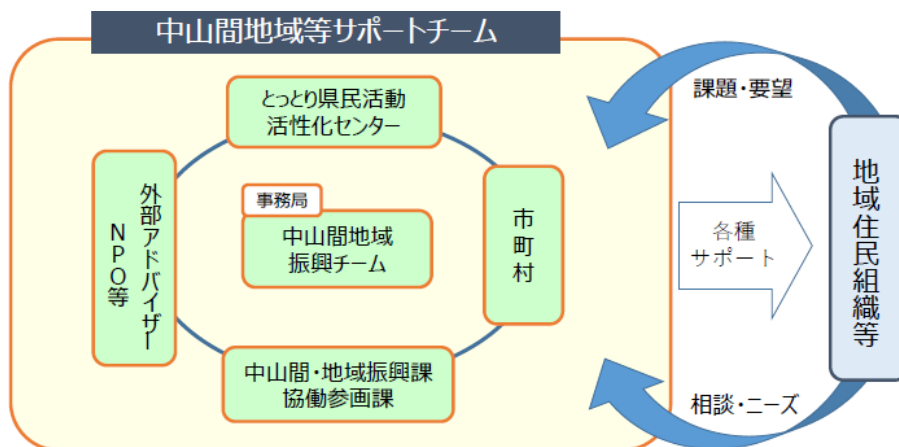 中山間地域等サポートチーム
とっとり県民活動
活性化センター
外部アドバイザー
NPO等
事務局
中山間地域
振興チーム
市町村
中山間・地域振興課
協働参画課
課題・要望
各種
サポート
相談・ニーズ
地域住民組織等